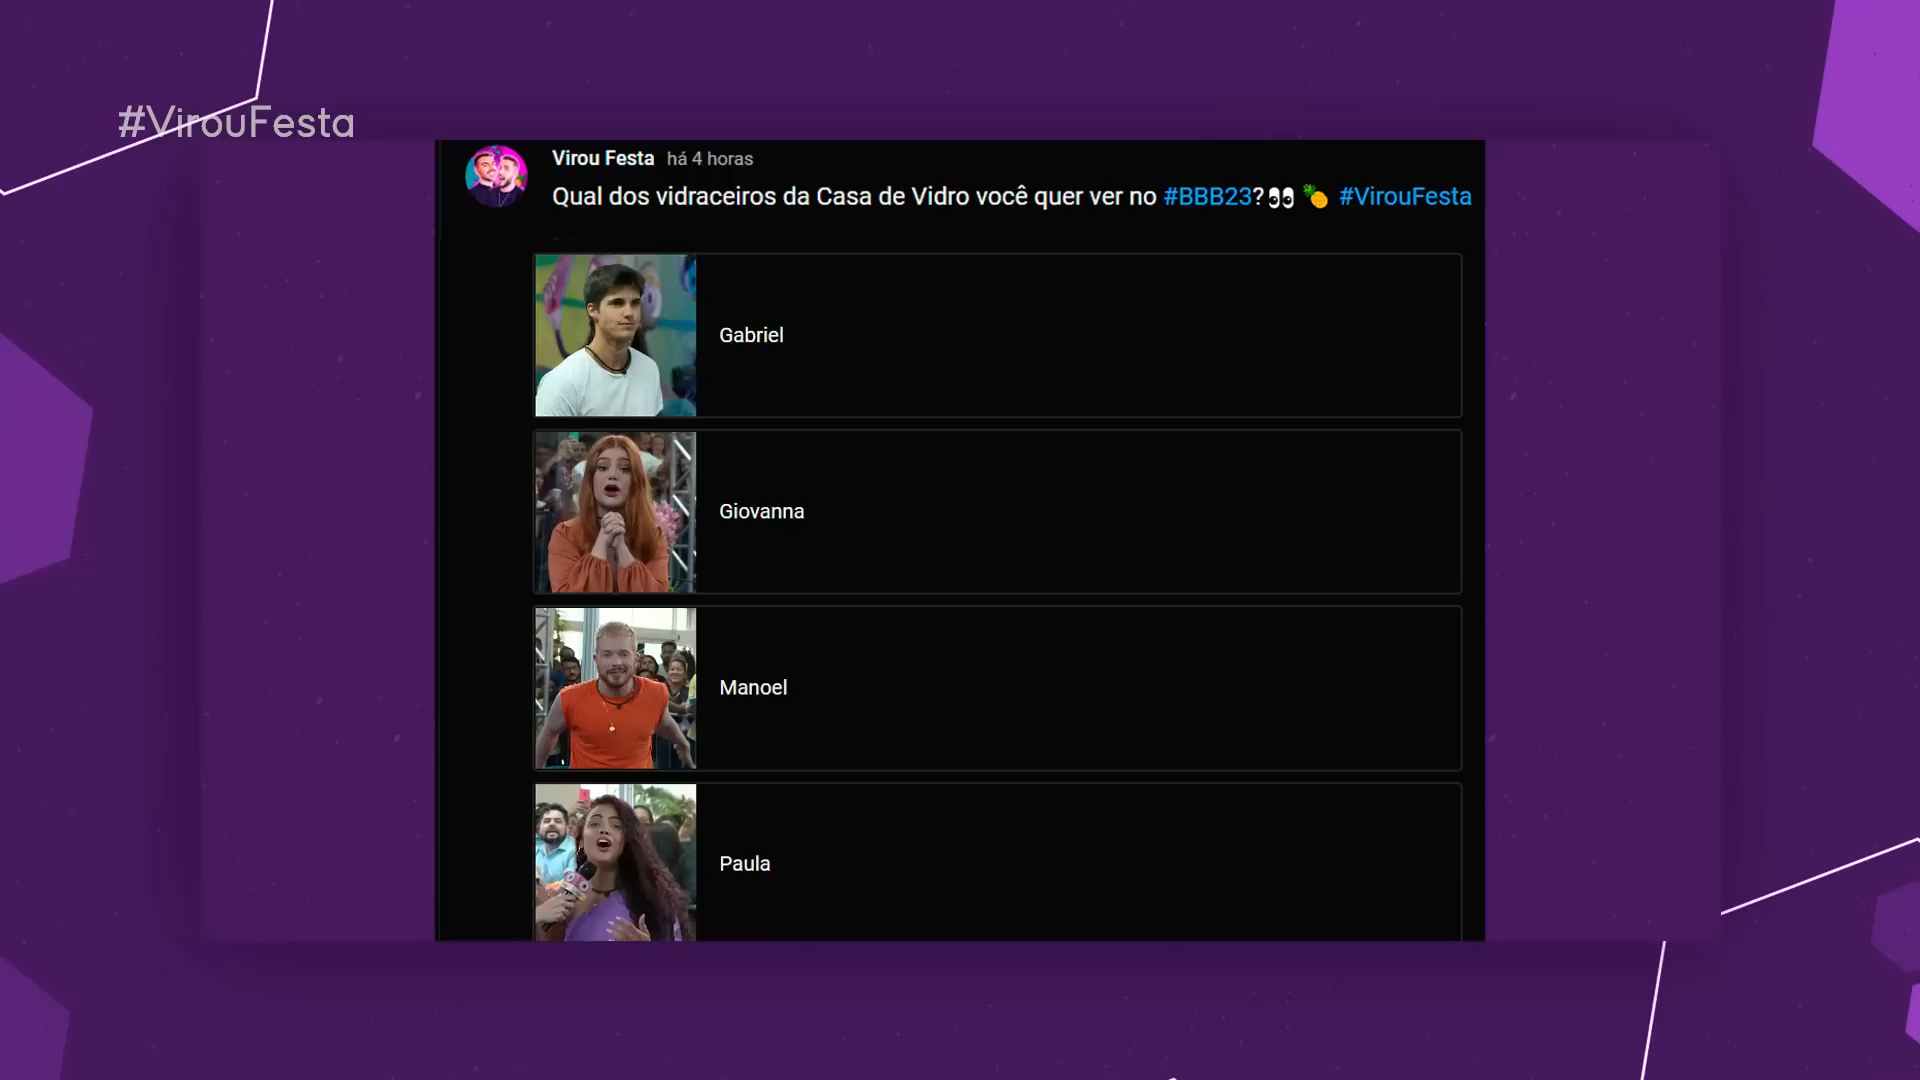 #VirouFesta
Virou Festa há 4 horas
Qual dos vidraceiros da Casa de Vidro você quer ver no #BBB23?👀 🍍 #VirouFesta
Gabriel
Giovanna
Manoel
Paula